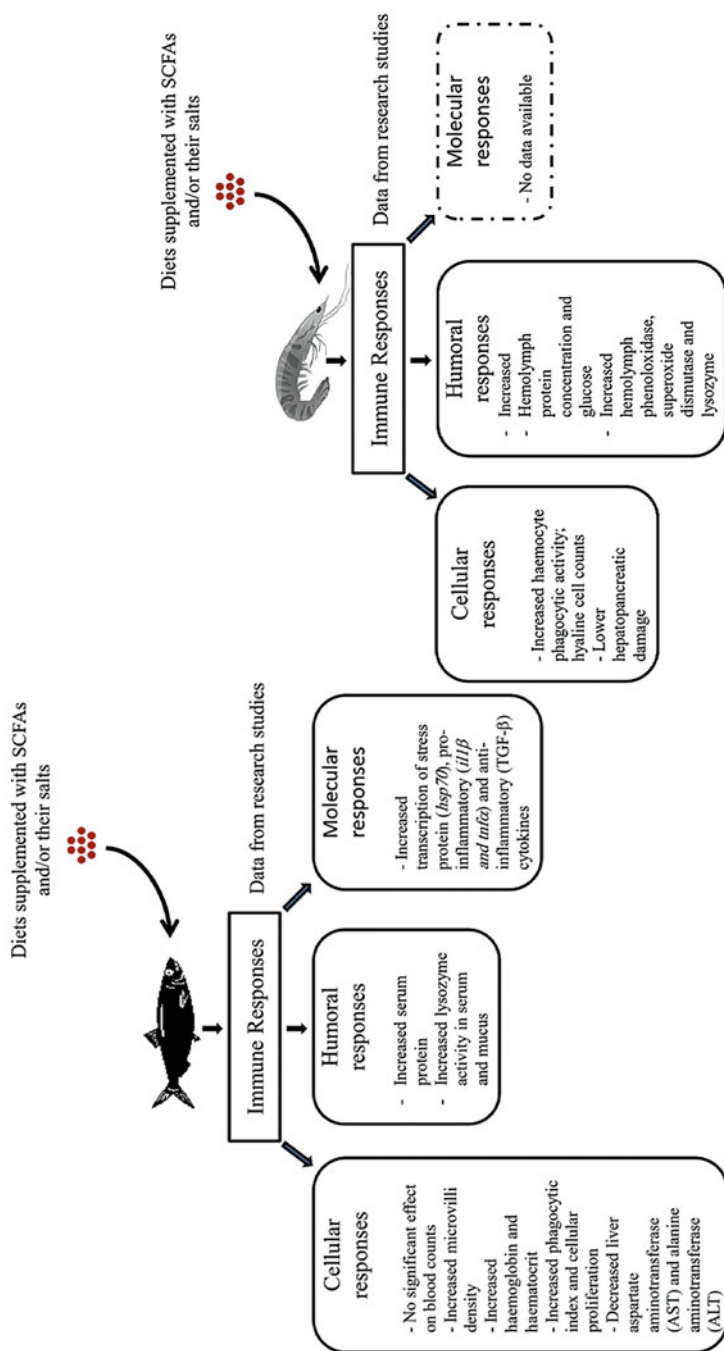 Diets supplemented with SCFAs
and/or their salts
Immune Responses
Data from research studies
Cellular
responses
- No significant effect
on blood counts
- Increased microvilli
density
- Increased
haemoglobin and
haematocrit
- Increased phagocytic
index and cellular
proliferation
- Decreased liver
aspartate
aminotransferase
(AST) and alanine
aminotransferase
(ALT)
Humoral
responses
- Increased serum
protein
- Increased lysozyme
activity in serum
and mucus
Molecular
responses
- Increased
transcription of stress
protein (hsp70), pro-
inflammatory (il1β
and tnfα) and anti-
inflammatory (TGF-β)
cytokines
Diets supplemented with SCFAs
and/or their salts
Immune Responses
Data from research studies
Cellular
responses
- Increased haemocyte
phagocytic activity;
hyaline cell counts
- Lower
hepatopancreatic
damage
Humoral
responses
- Increased
- Hemolymph
protein
concentration and
glucose
- Increased
hemolymph
phenoloxidase,
superoxide
dismutase and
lysozyme
Molecular
responses
- No data available